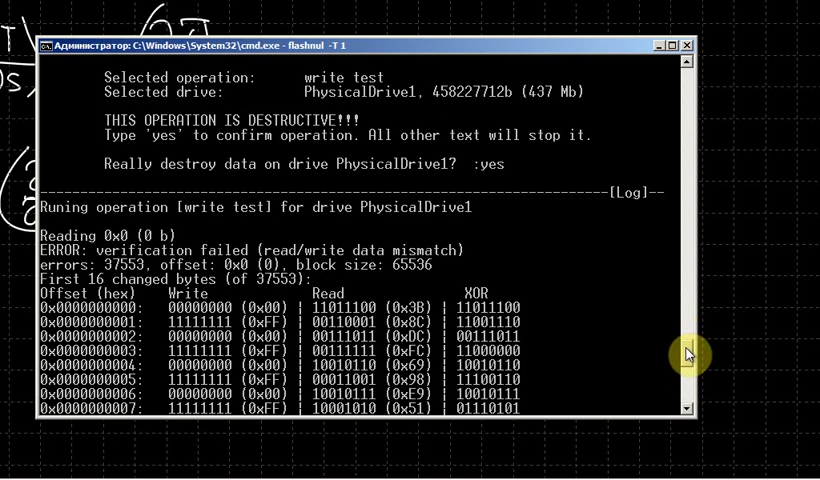 Администратор: C:\Windows\System32\cmd.exe - flashnul -T 1
Selected operation: write test
Selected drive: PhysicalDrive1, 458227712b (437 Mb)
THIS OPERATION IS DESTRUCTIVE!!!
Type 'yes' to confirm operation. All other text will stop it.
Really destroy data on drive PhysicalDrive1? :yes
------------------------------------------------------------------------[Log]--
Runing operation [write test] for drive PhysicalDrive1
Reading 0x0 (0 b)
ERROR: verification failed (read/write data mismatch)
errors: 37553, offset: 0x0 (0), block size: 65536
First 16 changed bytes (of 37553):
Offset (hex) Write Read XOR
0x0000000000: 00000000 (0x00) | 11011100 (0x3B) | 11011100
0x0000000001: 11111111 (0xFF) | 00110001 (0x8C) | 11001110
0x0000000002: 00000000 (0x00) | 00111011 (0xDC) | 00111011
0x0000000003: 11111111 (0xFF) | 00111111 (0xFC) | 11000000
0x0000000004: 00000000 (0x00) | 10010110 (0x69) | 10010110
0x0000000005: 11111111 (0xFF) | 00011001 (0x98) | 11100110
0x0000000006: 00000000 (0x00) | 10010111 (0xE9) | 10010111
0x0000000007: 11111111 (0xFF) | 10001010 (0x51) | 01110101